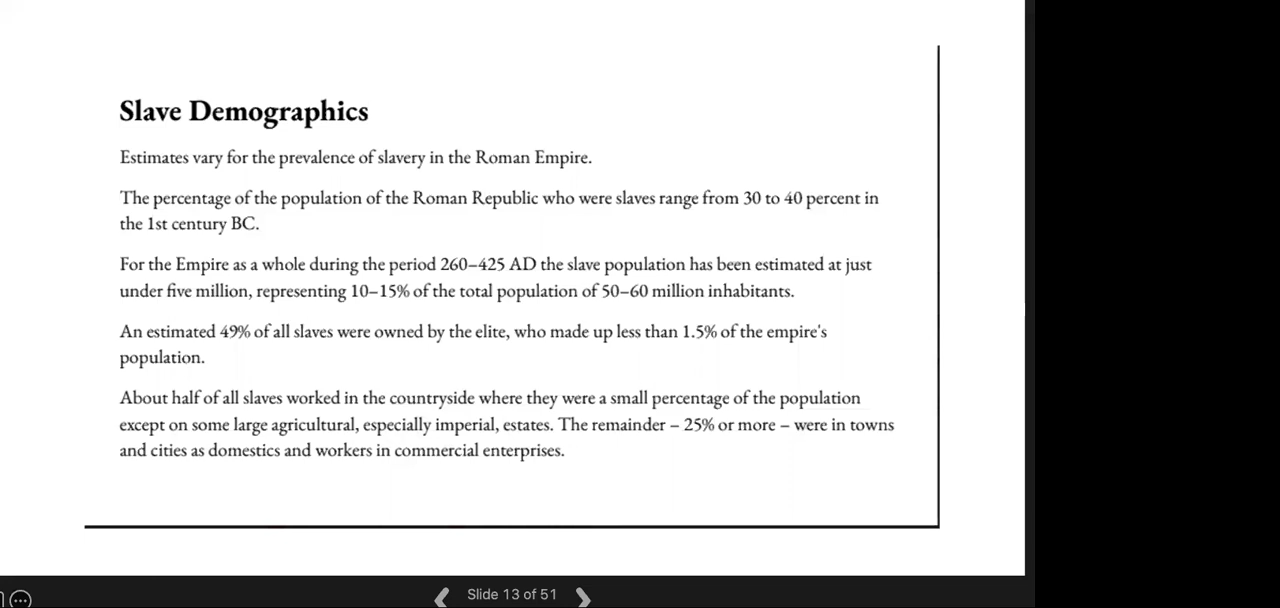 Slave Demographics
Estimates vary for the prevalence of slavery in the Roman Empire.
The percentage of the population of the Roman Republic who were slaves range from 30 to 40 percent in
the 1st century BC.
For the Empire as a whole during the period 260–425 AD the slave population has been estimated at just
under five million, representing 10–15% of the total population of 50–60 million inhabitants.
An estimated 49% of all slaves were owned by the elite, who made up less than 1.5% of the empire's
population.
About half of all slaves worked in the countryside where they were a small percentage of the population
except on some large agricultural, especially imperial, estates. The remainder – 25% or more – were in towns
and cities as domestics and workers in commercial enterprises.
Slide 13 of 51